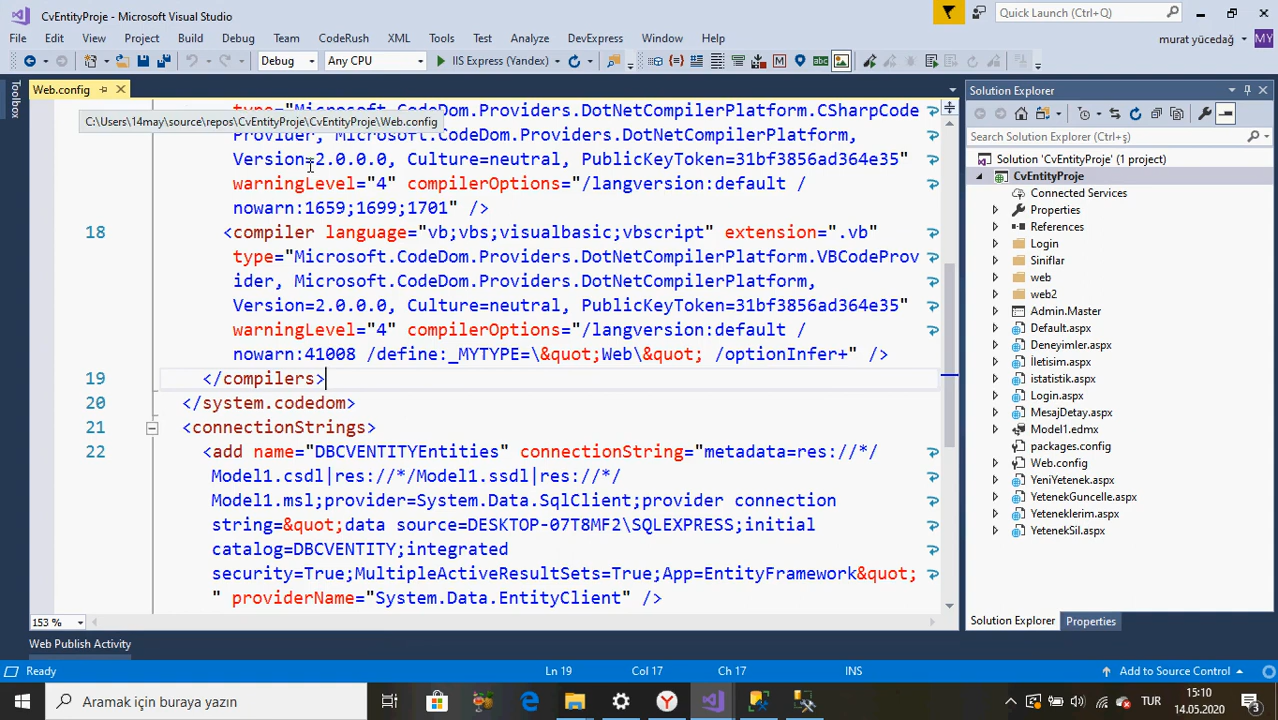 CvEntityProje - Microsoft Visual Studio
Quick Launch (Ctrl+Q)
File Edit View Project Build Debug Team CodeRush XML Tools Test Analyze DevExpress Window Help
murat yücedağ MY
Debug Any CPU IIS Express (Yandex)
Toolbox
Web.config
Solution Explorer
type="Microsoft.CodeDom.Providers.DotNetCompilerPlatform.CSharpCode
C:\Users\14may\source\repos\CvEntityProje\CvEntityProje\Web.config
Provider, Microsoft.CodeDom.Providers.DotNetCompilerPlatform,
Version=2.0.0.0, Culture=neutral, PublicKeyToken=31bf3856ad364e35"
warningLevel="4" compilerOptions="/langversion:default /
nowarn:1659;1699;1701" />
18 <compiler language="vb;vbs;visualbasic;vbscript" extension=".vb"
type="Microsoft.CodeDom.Providers.DotNetCompilerPlatform.VBCodeProv
ider, Microsoft.CodeDom.Providers.DotNetCompilerPlatform,
Version=2.0.0.0, Culture=neutral, PublicKeyToken=31bf3856ad364e35"
warningLevel="4" compilerOptions="/langversion:default /
nowarn:41008 /define:_MYTYPE=\&quot;Web\&quot; /optionInfer+" />
19 </compilers>
20 </system.codedom>
21 <connectionStrings>
22 <add name="DBCVENTITYEntities" connectionString="metadata=res://*/
Model1.csdl|res://*/Model1.ssdl|res://*/
Model1.msl;provider=System.Data.SqlClient;provider connection
string=&quot;data source=DESKTOP-07T8MF2\SQLEXPRESS;initial
catalog=DBCVENTITY;integrated
security=True;MultipleActiveResultSets=True;App=EntityFramework&quot;
" providerName="System.Data.EntityClient" />
153 %
Search Solution Explorer (Ctrl+ş)
Solution 'CvEntityProje' (1 project)
CvEntityProje
Connected Services
Properties
References
Login
Siniflar
web
web2
Admin.Master
Default.aspx
Deneyimler.aspx
İletisim.aspx
istatistik.aspx
Login.aspx
MesajDetay.aspx
Model1.edmx
packages.config
Web.config
YeniYetenek.aspx
YetenekGuncelle.aspx
Yeteneklerim.aspx
YetenekSil.aspx
Solution Explorer Properties
Web Publish Activity
Ready Ln 19 Col 17 Ch 17 INS Add to Source Control
Aramak için buraya yazın
TUR
15:10
14.05.2020
3